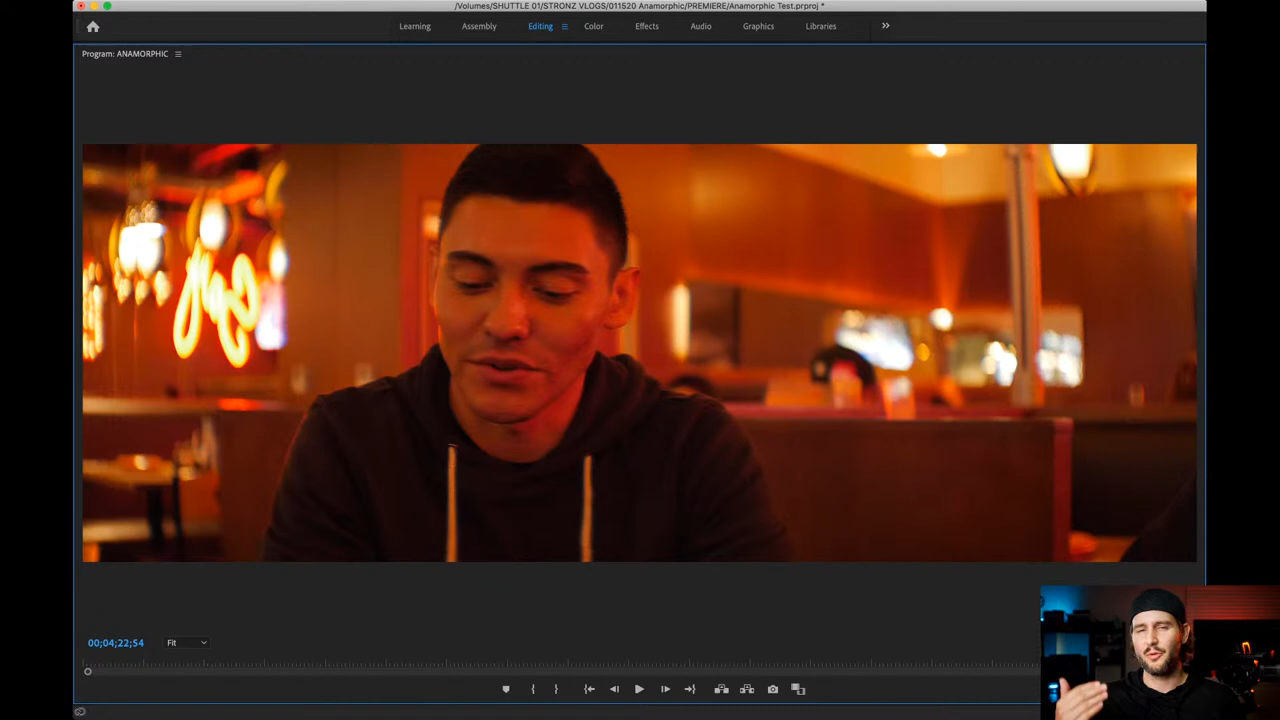 /Volumes/SHUTTLE 01/STRONZ VLOGS/011520 Anamorphic/PREMIERE/Anamorphic Test.prproj *
Learning Assembly Editing Color Effects Audio Graphics Libraries
Program: ANAMORPHIC
00;04;22;54 Fit